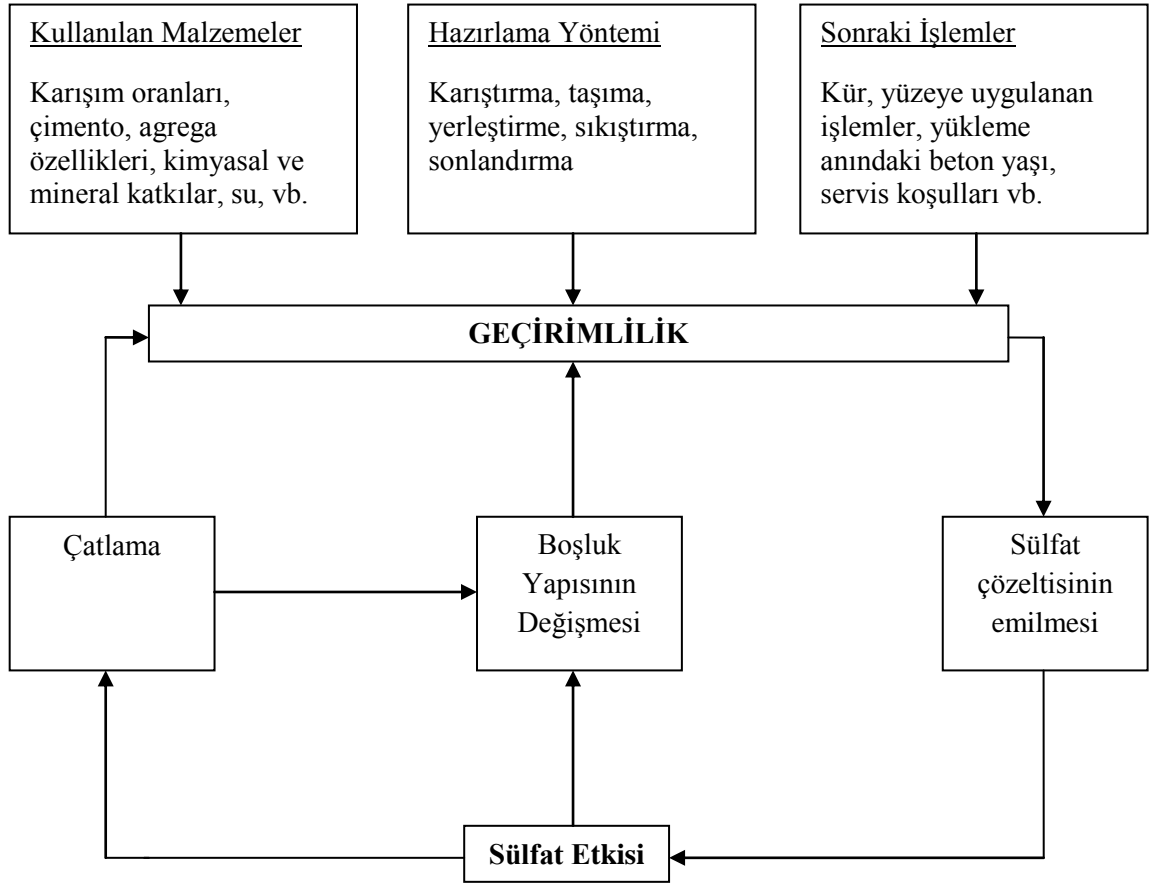 Kullanılan Malzemeler
Karışım oranları,
çimento, agrega
özellikleri, kimyasal ve
mineral katkılar, su, vb.
Hazırlama Yöntemi
Karıştırma, taşıma,
yerleştirme, sıkıştırma,
sonlandırma
Sonraki İşlemler
Kür, yüzeye uygulanan
işlemler, yükleme
anındaki beton yaşı,
servis koşulları vb.
GEÇİRİMLİLİK
Çatlama
Boşluk
Yapısının
Değişmesi
Sülfat
çözeltisinin
emilmesi
Sülfat Etkisi